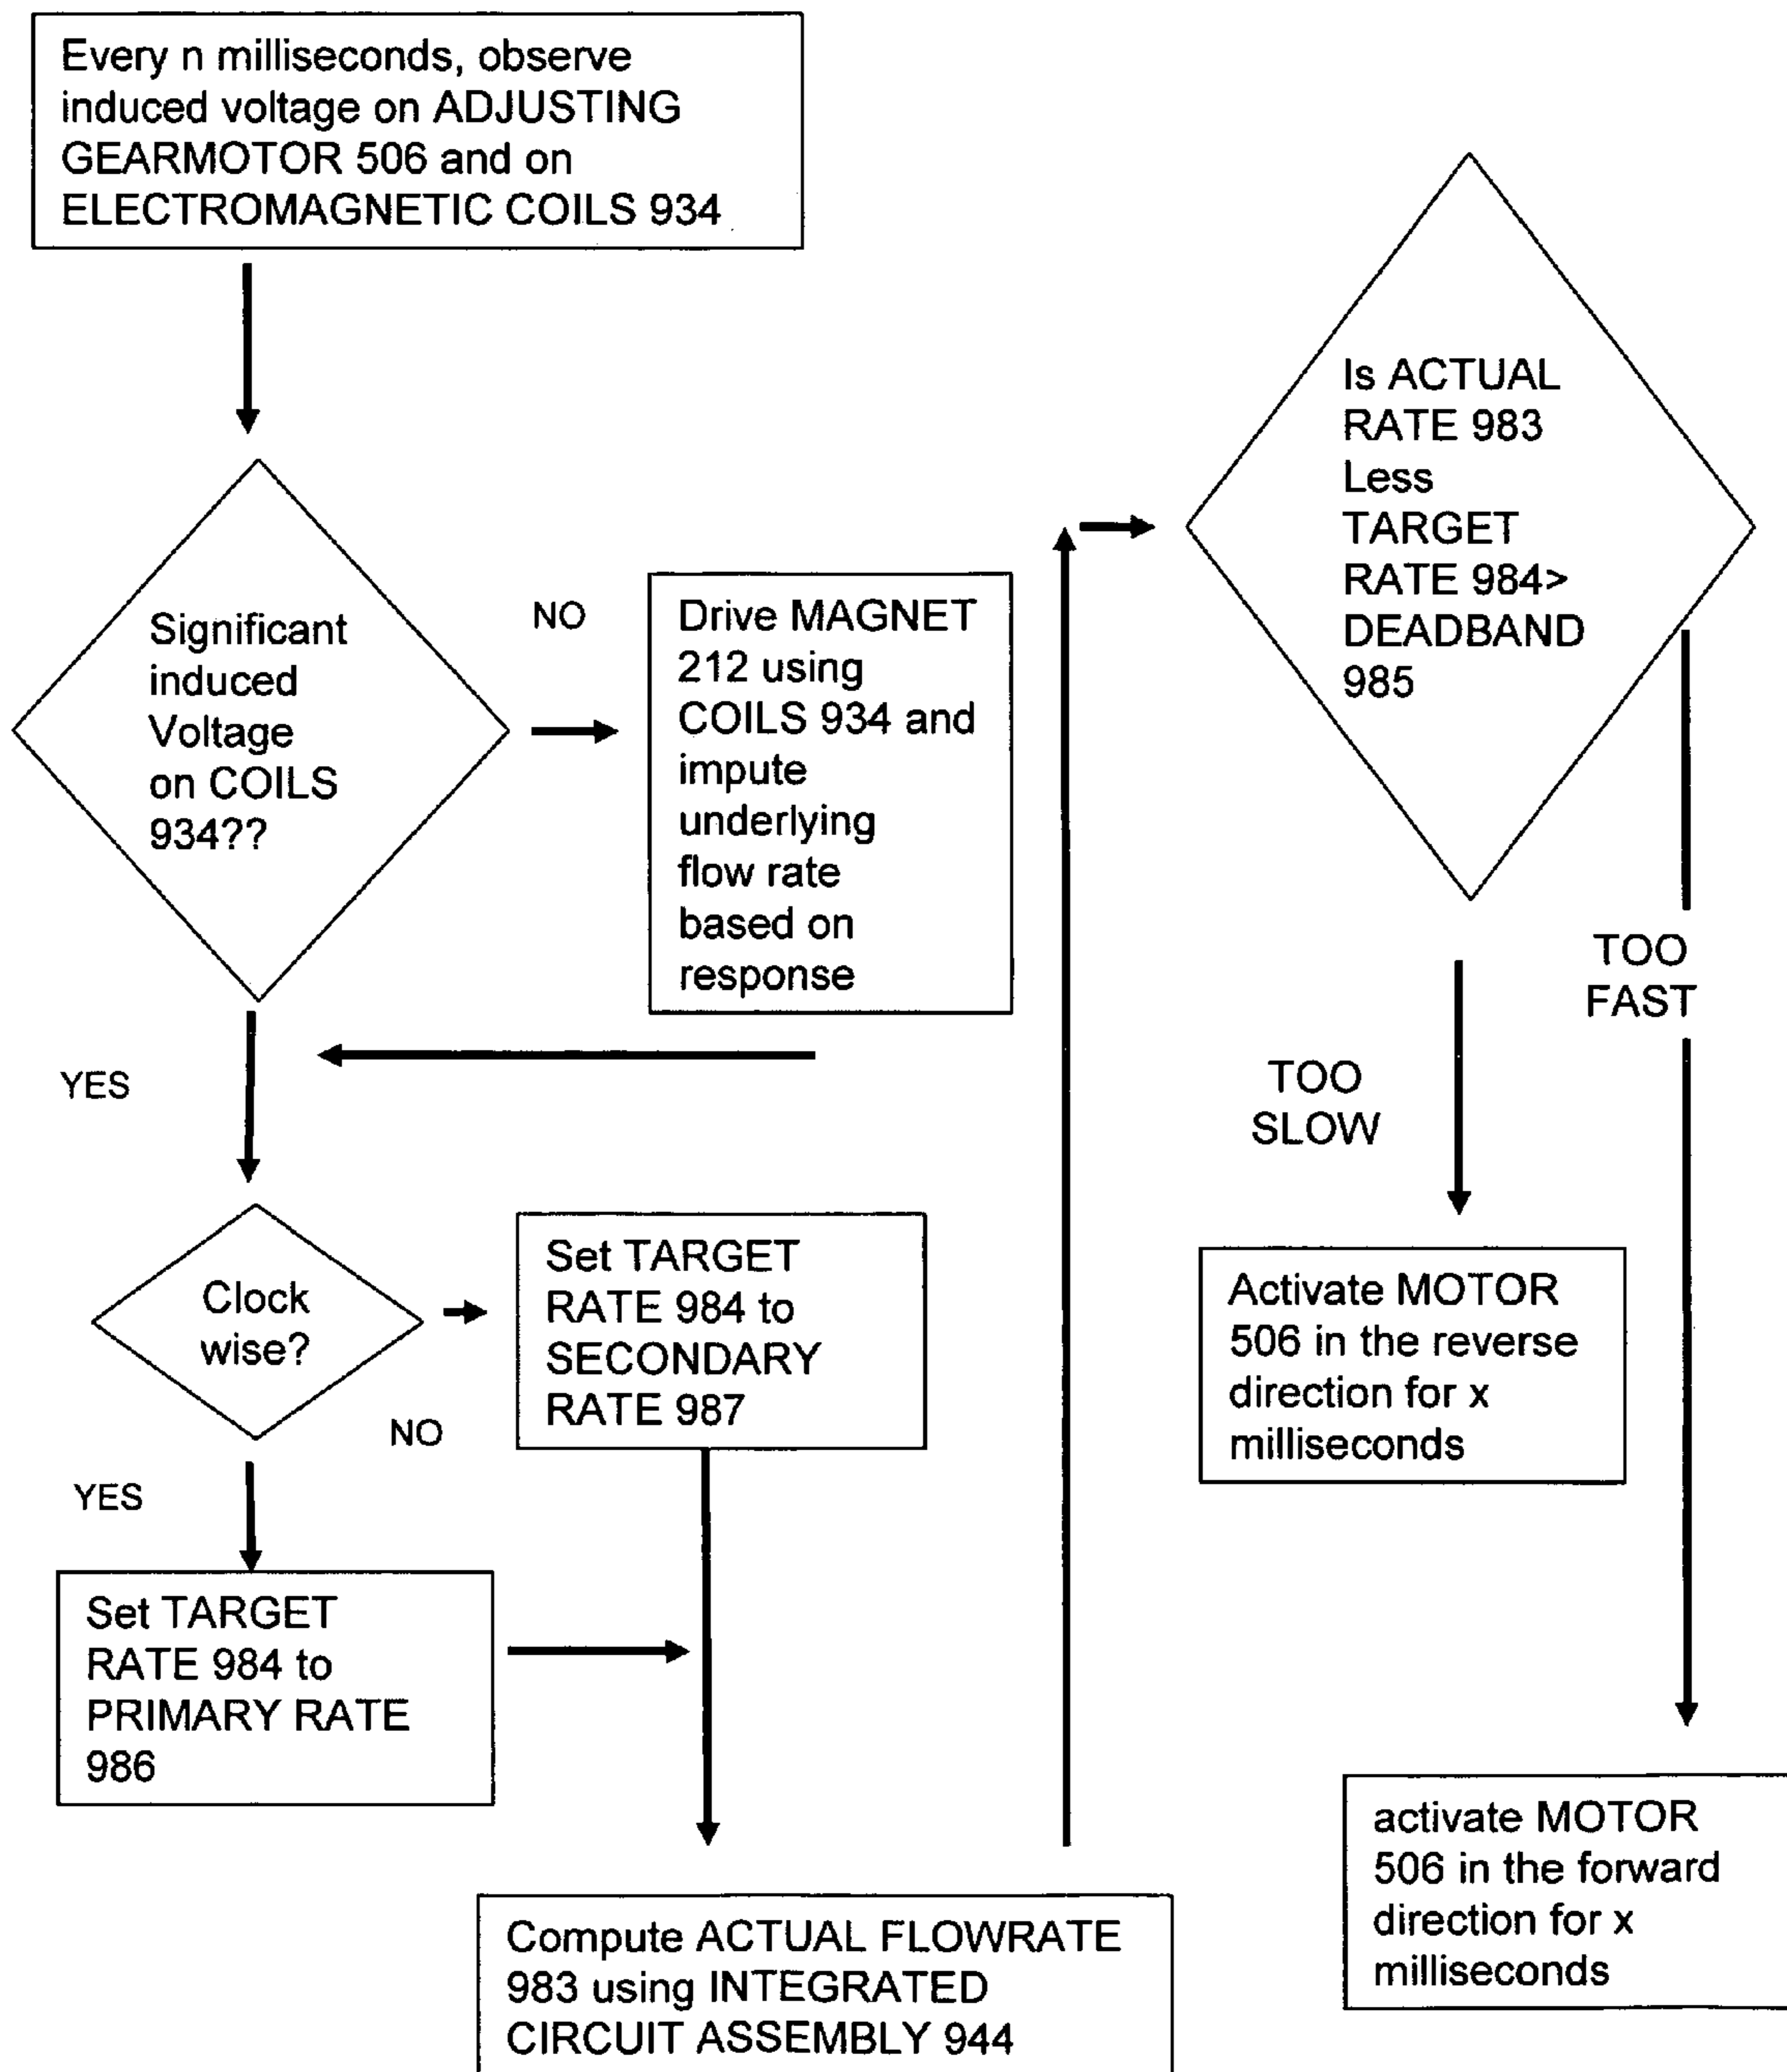 Every n milliseconds, observe
induced voltage on ADJUSTING
GEARMOTOR 506 and on
ELECTROMAGNETIC COILS 934
Significant
induced
Voltage
on COILS
934??
NO
Drive MAGNET
212 using
COILS 934 and
impute
underlying
flow rate
based on
response
YES
Clock
wise?
NO
Set TARGET
RATE 984 to
SECONDARY
RATE 987
YES
Set TARGET
RATE 984 to
PRIMARY RATE
986
Compute ACTUAL FLOWRATE
983 using INTEGRATED
CIRCUIT ASSEMBLY 944
Is ACTUAL
RATE 983
Less
TARGET
RATE 984>
DEADBAND
985
TOO
SLOW
TOO
FAST
Activate MOTOR
506 in the reverse
direction for x
milliseconds
activate MOTOR
506 in the forward
direction for x
milliseconds